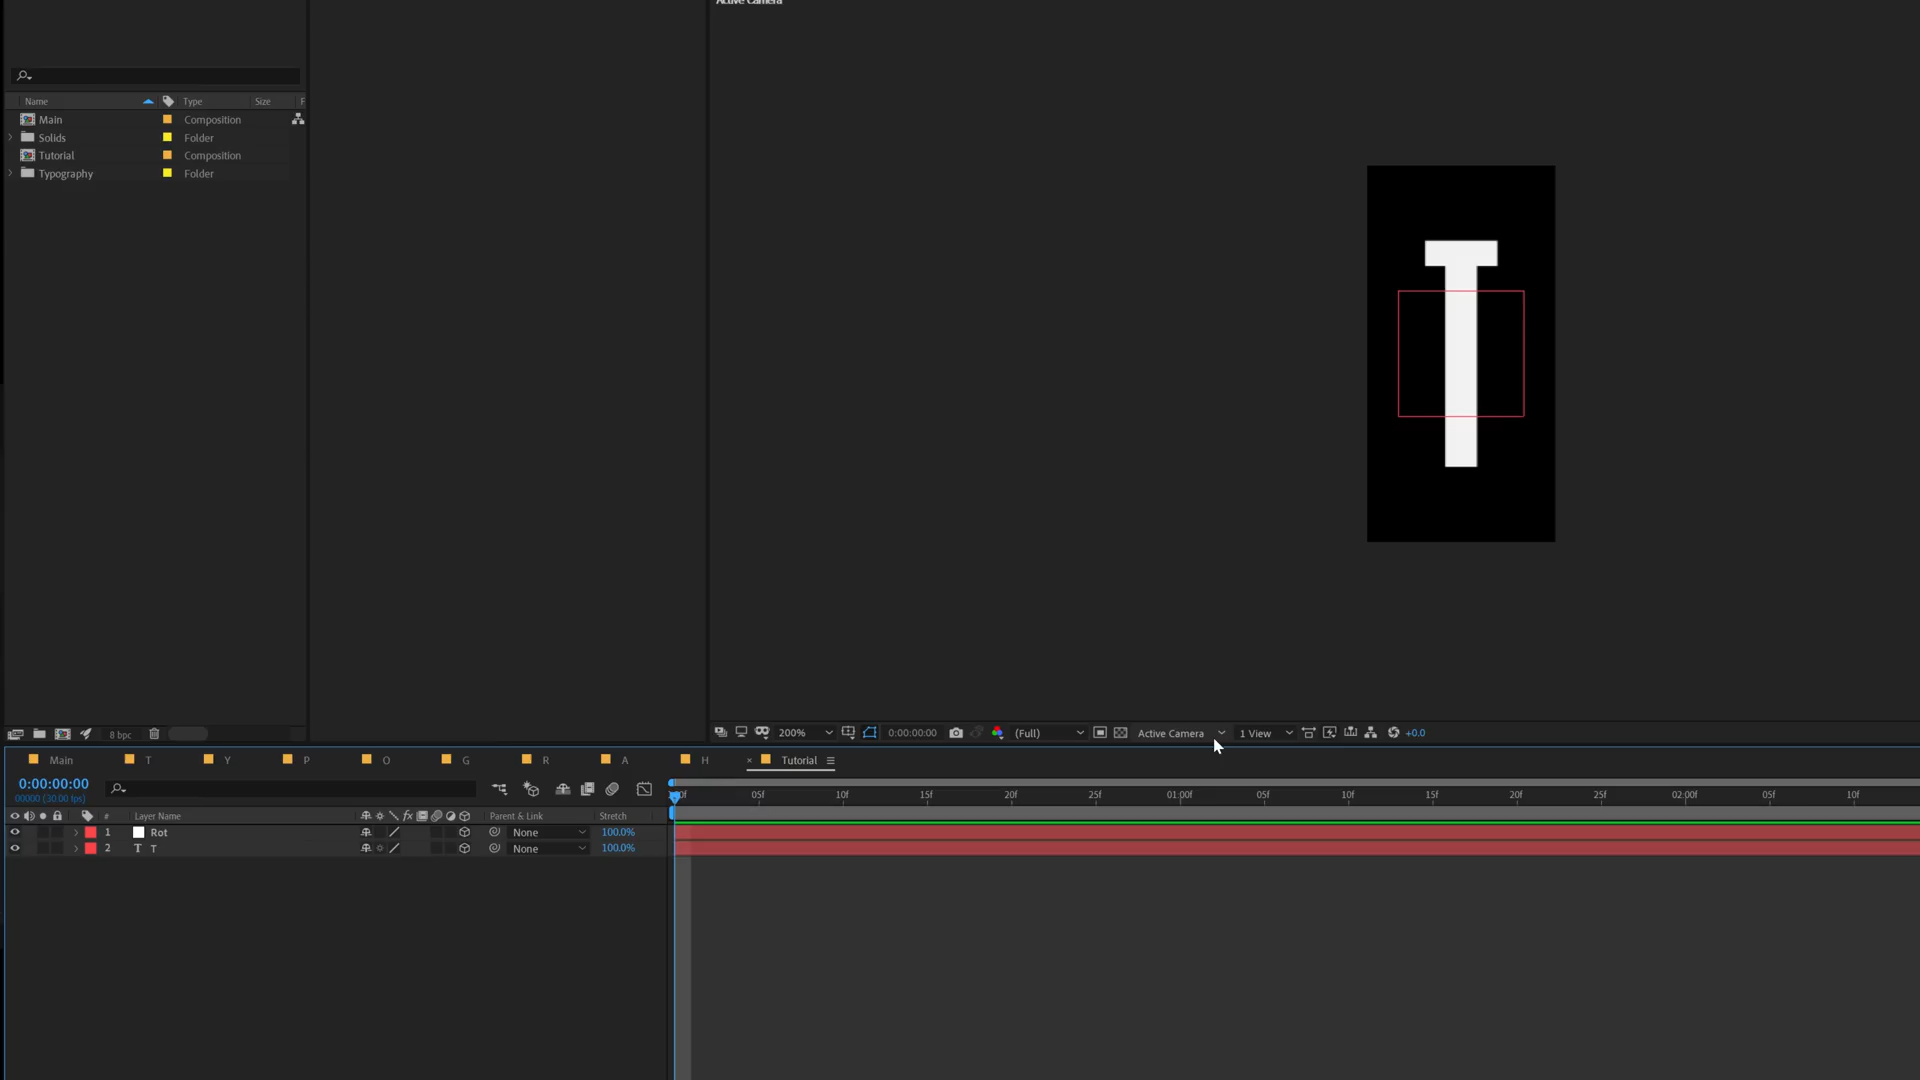 Active Camera
Name Type Size F
Main Composition
Solids Folder
Tutorial Composition
Typography Folder
T
8 bpc
200% 0:00:00:00 (Full) Active Camera 1 View +0.0
Main T Y P O G R A H Tutorial
0:00:00:00
00000 (30.00 fps)
05f 10f 15f 20f 25f 01:00f 05f 10f 15f 20f 25f 02:00f 05f 10f
# Layer Name fx Parent & Link Stretch
1 Rot None 100.0%
2 T T None 100.0%